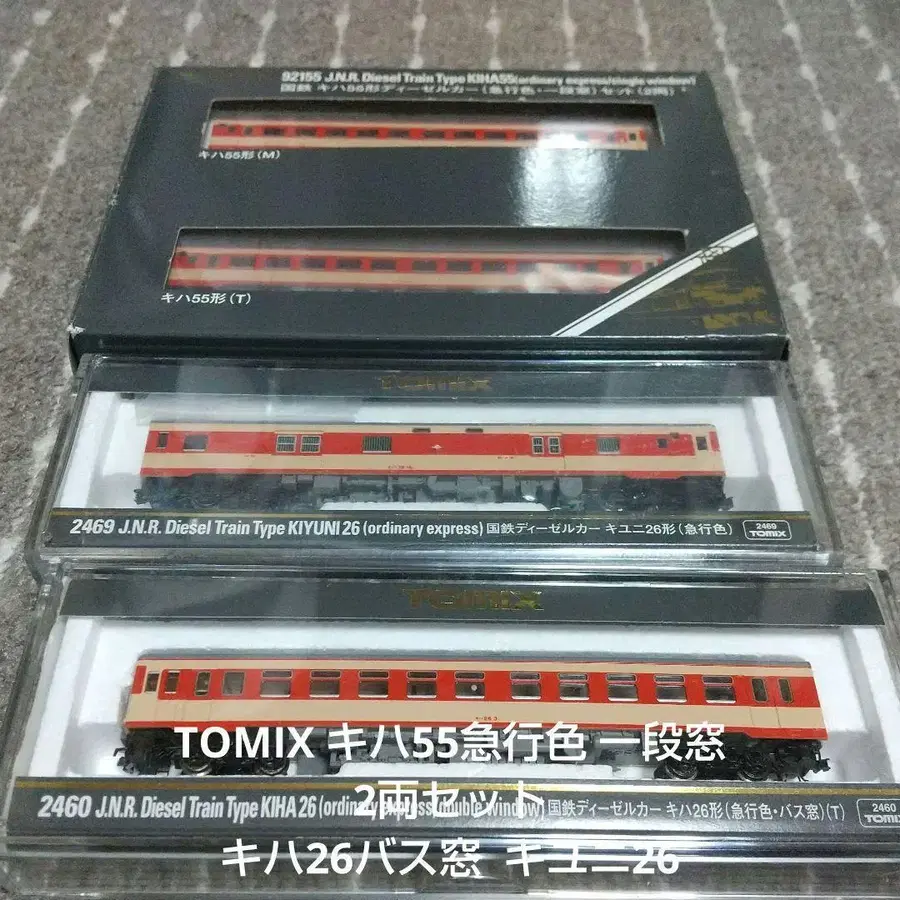 92155 J.N.R. Diesel Train Type KIHA55(ordinary express/single window)
国鉄 キハ55形ディーゼルカー(急行色・一段窓)セット(2両)
キハ55形(M)
キハ55形(T)
TOMIX
2469 J.N.R. Diesel Train Type KIYUNI 26 (ordinary express) 国鉄ディーゼルカー キユニ26形(急行色)
2469
TOMIX
TOMIX
2460 J.N.R. Diesel Train Type KIHA 26 (ordinary express/double window) 国鉄ディーゼルカー キハ26形(急行色・バス窓)(T)
2460
TOMIX
TOMIX キハ55急行色 一段窓
2両セット
キハ26バス窓 キユニ26